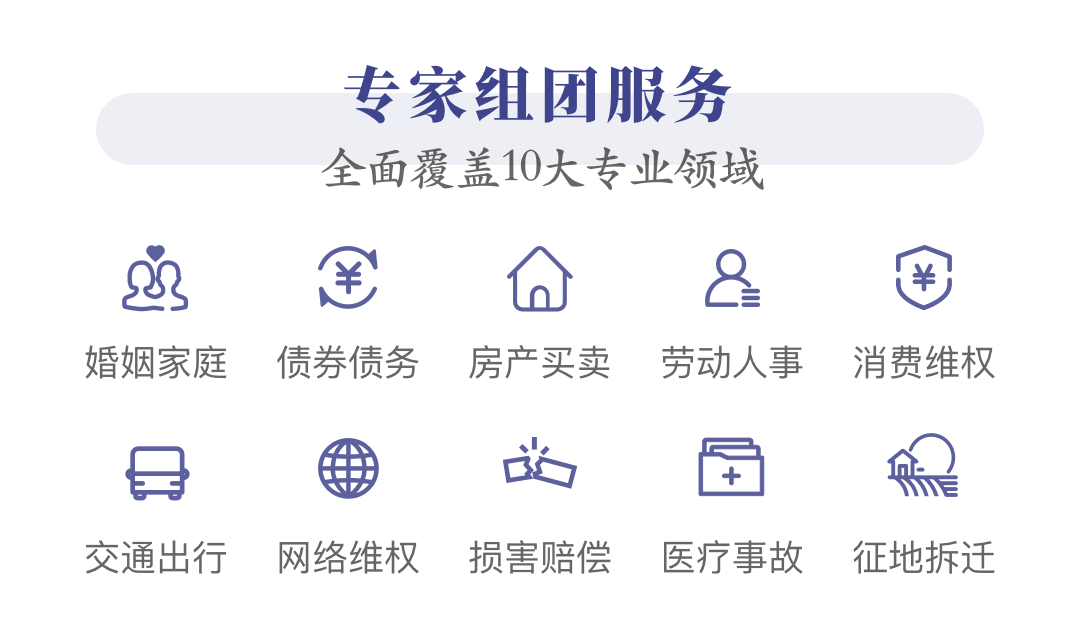 专家组团服务
全面覆盖10大专业领域
婚姻家庭 债券债务 房产买卖 劳动人事 消费维权
交通出行 网络维权 损害赔偿 医疗事故 征地拆迁